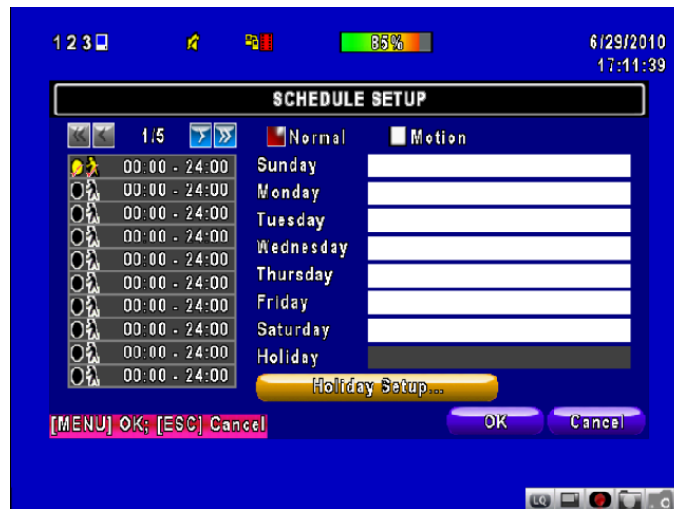 123
85%
6/29/2010
17:11:39
SCHEDULE SETUP
1/5
Normal
Motion
00:00 - 24:00
00:00 - 24:00
00:00 - 24:00
00:00 - 24:00
00:00 - 24:00
00:00 - 24:00
00:00 - 24:00
00:00 - 24:00
00:00 - 24:00
00:00 - 24:00
Sunday
Monday
Tuesday
Wednesday
Thursday
Friday
Saturday
Holiday
Holiday Setup...
[MENU] OK; [ESC] Cancel
OK
Cancel
LQ